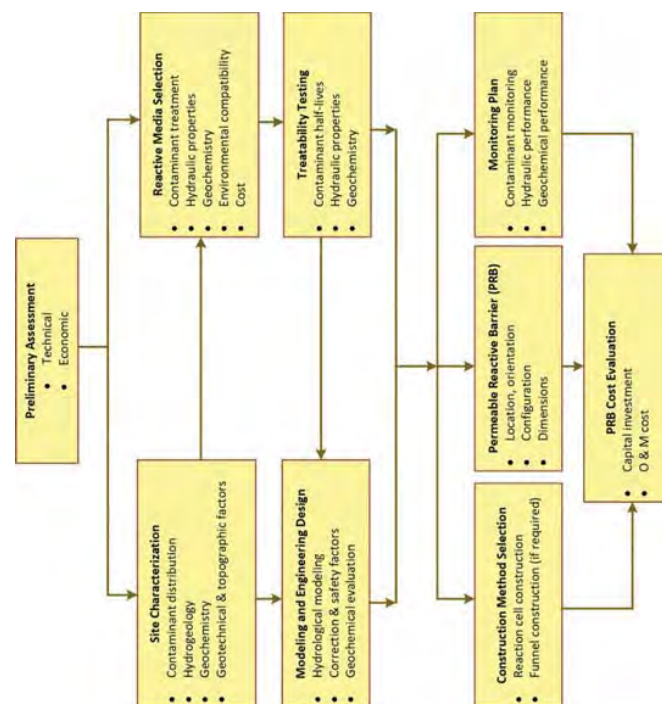 Preliminary Assessment
• Technical
• Economic
Site Characterization
• Contaminant distribution
• Hydrogeology
• Geochemistry
• Geotechnical & topographic factors
Reactive Media Selection
• Contaminant treatment
• Hydraulic properties
• Geochemistry
• Environmental compatibility
• Cost
Modeling and Engineering Design
• Hydrological modeling
• Correction & safety factors
• Geochemical evaluation
Treatability Testing
• Contaminant half-lives
• Hydraulic properties
• Geochemistry
Construction Method Selection
• Reaction cell construction
• Funnel construction (if required)
Permeable Reactive Barrier (PRB)
• Location, orientation
• Configuration
• Dimensions
Monitoring Plan
• Contaminant monitoring
• Hydraulic performance
• Geochemical performance
PRB Cost Evaluation
• Capital investment
• O & M cost